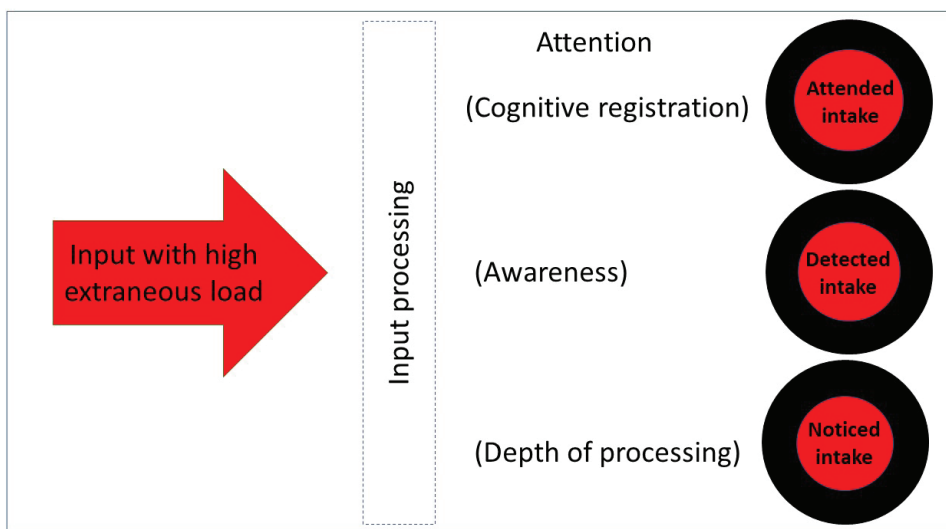 Input with high
extraneous load
Input processing
Attention
(Cognitive registration)
Attended
intake
(Awareness)
Detected
intake
(Depth of processing)
Noticed
intake